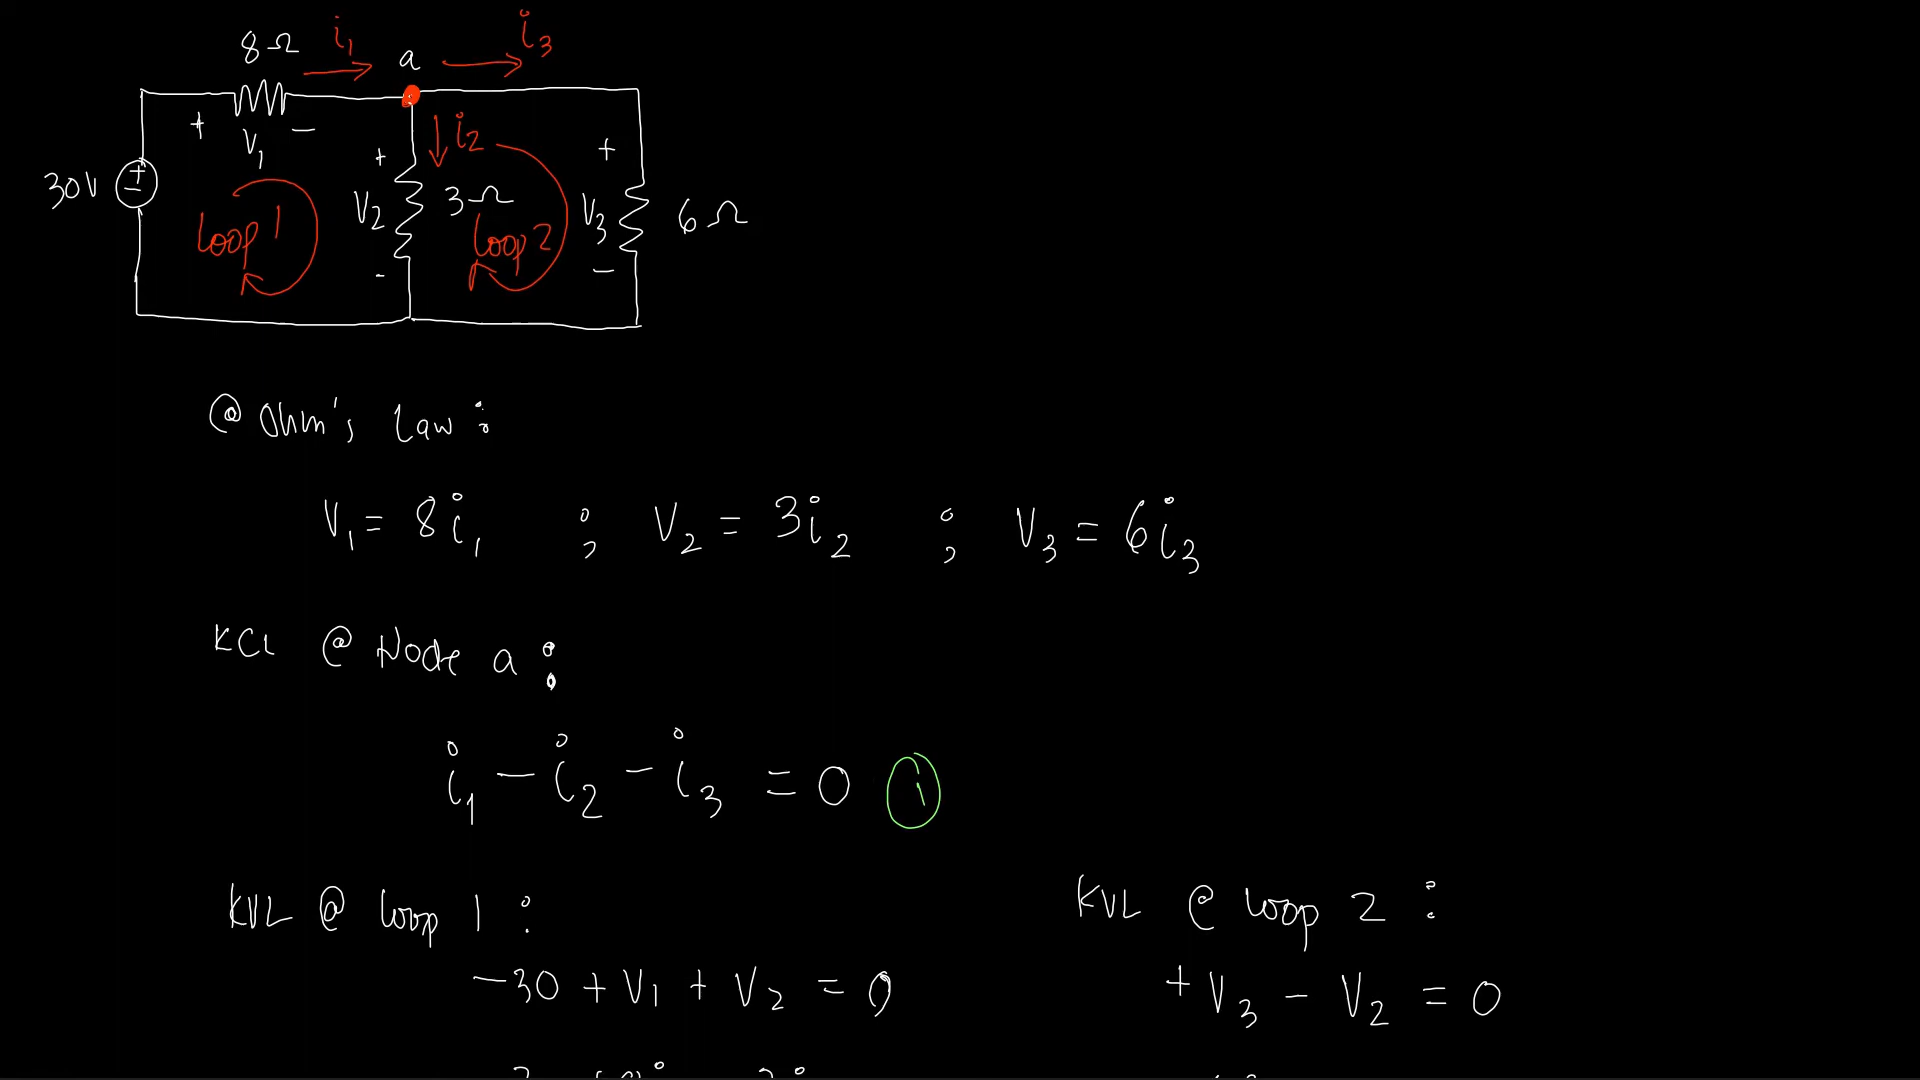 8Ω i₁ a i₃
+ V₁ − i₂
30V + − + V₂ − 3Ω + V₃ − 6Ω
Loop 1 Loop 2
@ Ohm's Law :
V₁ = 8i₁ ; V₂ = 3i₂ ; V₃ = 6i₃
KCL @ Node a :
i₁ − i₂ − i₃ = 0 i
KVL @ Loop 1 :
−30 + V₁ + V₂ = 0
KVL @ Loop 2 :
+V₃ − V₂ = 0